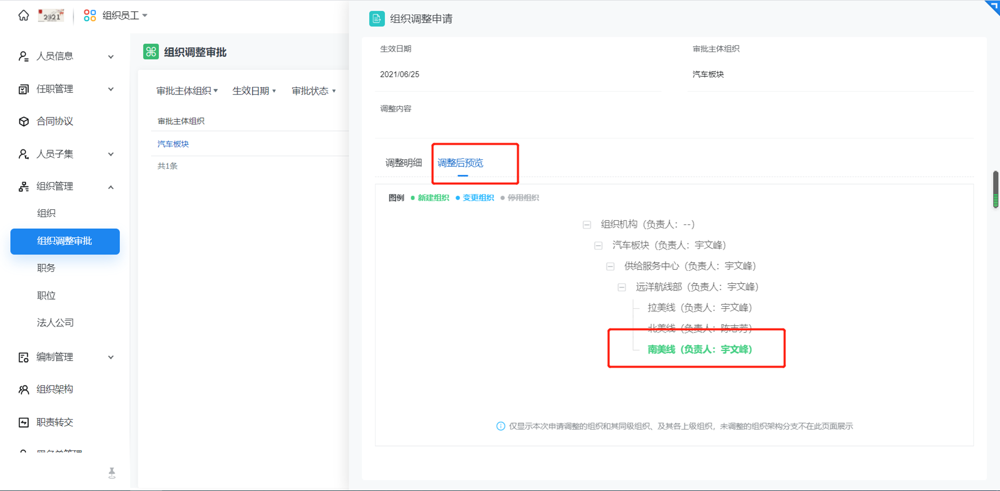 2021
组织员工
人员信息
任职管理
合同协议
人员子集
组织管理
组织
组织调整审批
职务
职位
法人公司
编制管理
组织架构
职责转交
黑名单管理
组织调整审批
审批主体组织
生效日期
审批状态
审批主体组织
汽车板块
共1条
组织调整申请
生效日期
审批主体组织
2021/06/25
汽车板块
调整内容
调整明细
调整后预览
图例
新建组织
变更组织
停用组织
组织机构（负责人：--）
汽车板块（负责人：宇文峰）
供给服务中心（负责人：宇文峰）
远洋航线部（负责人：宇文峰）
拉美线（负责人：宇文峰）
北美线（负责人：陈志芳）
南美线（负责人：宇文峰）
仅显示本次申请调整的组织和其同级组织、及其各上级组织，未调整的组织架构分支不在此页面展示